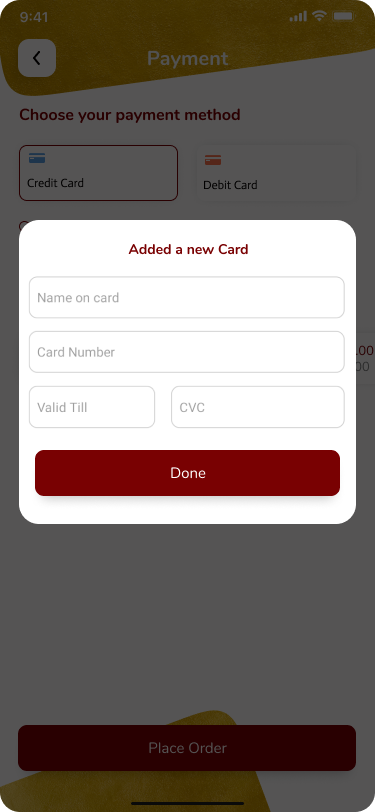 9:41
Payment
Choose your payment method
Credit Card
Debit Card
Added a new Card
Name on card
Card Number
.00
00
Valid Till
CVC
Done
Place Order